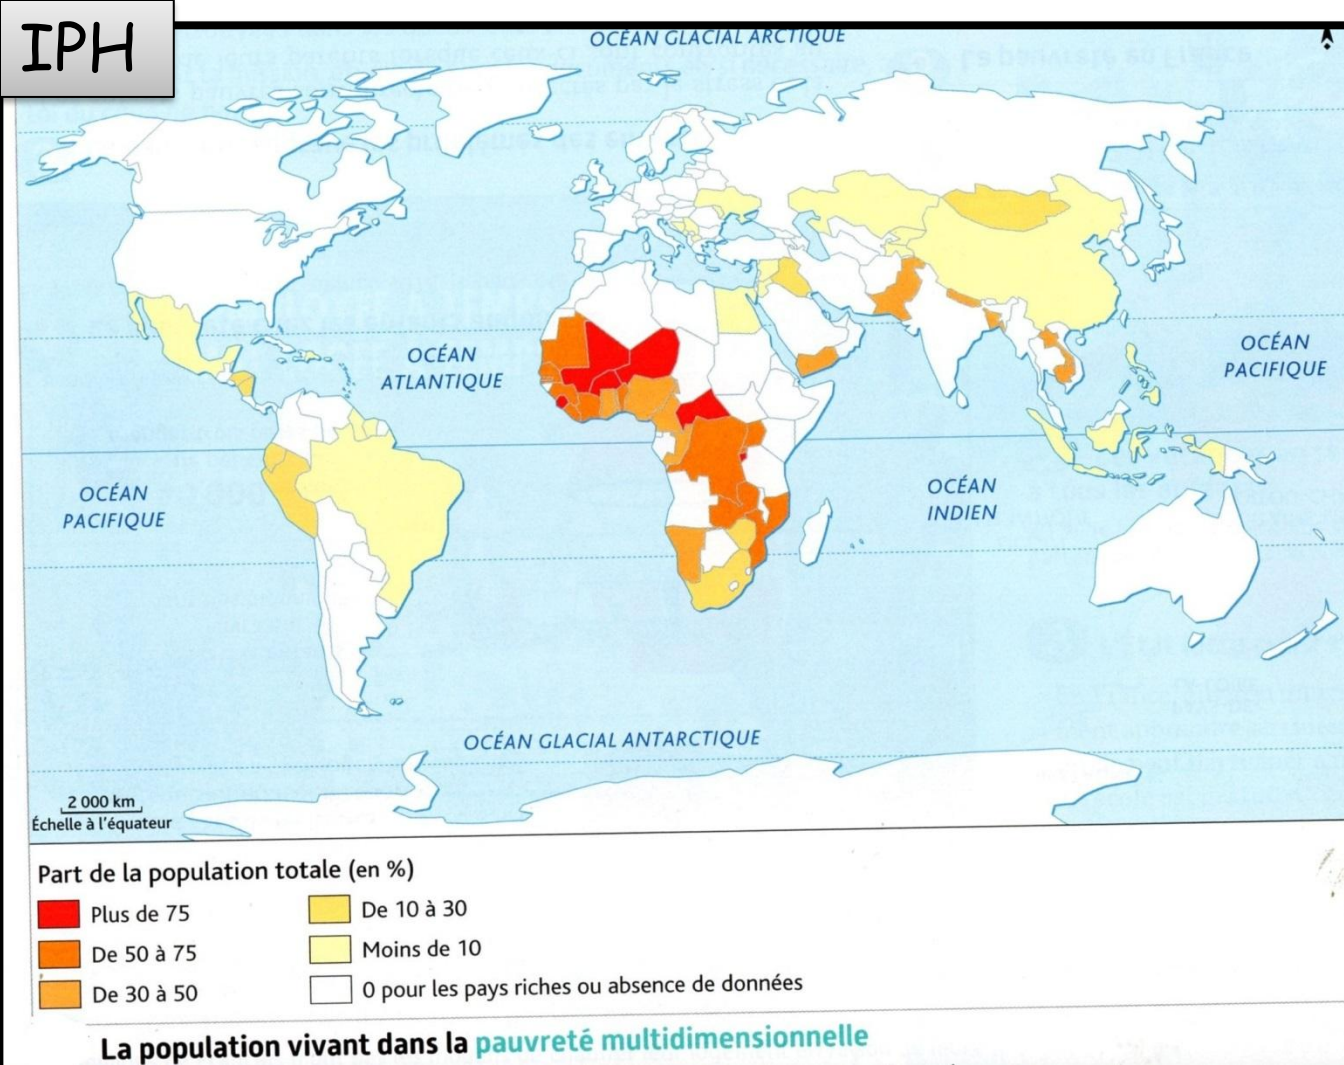 IPH
OCÉAN GLACIAL ARCTIQUE
OCÉAN
ATLANTIQUE
OCÉAN
PACIFIQUE
OCÉAN
PACIFIQUE
OCÉAN
INDIEN
OCÉAN GLACIAL ANTARCTIQUE
2 000 km
Échelle à l'équateur
Part de la population totale (en %)
Plus de 75
De 50 à 75
De 30 à 50
De 10 à 30
Moins de 10
0 pour les pays riches ou absence de données
La population vivant dans la pauvreté multidimensionnelle